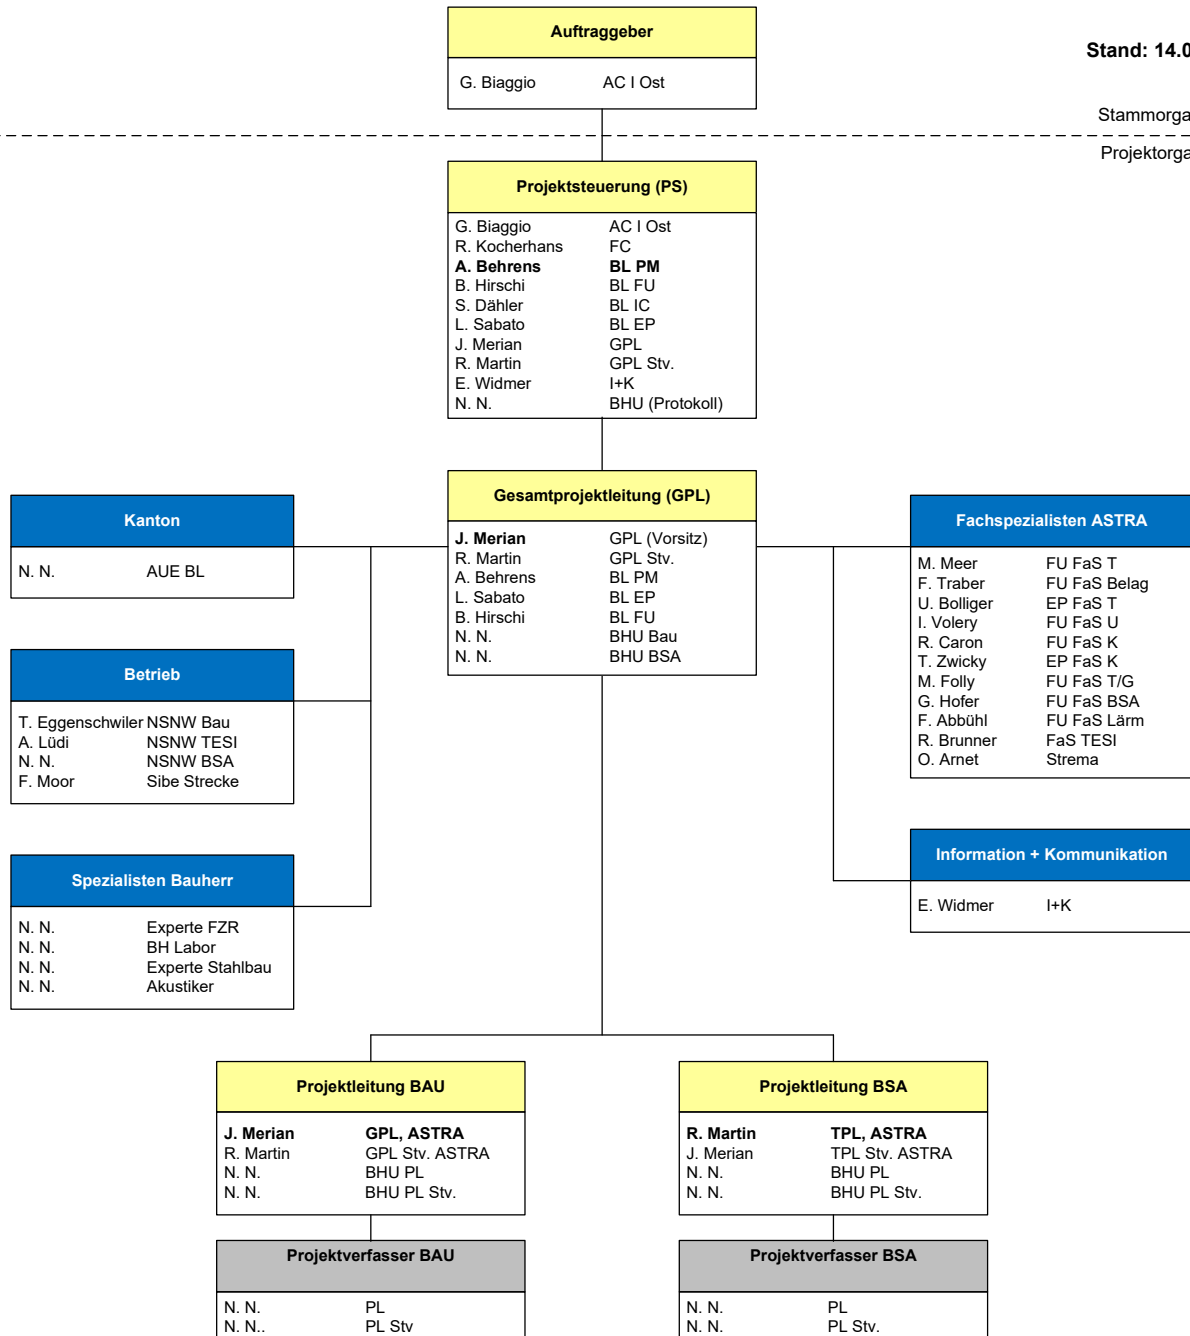 Auftraggeber
G. Biaggio AC I Ost
Stand: 14.0
Stammorga
Projektorga
Projektsteuerung (PS)
G. Biaggio AC I Ost
R. Kocherhans FC
A. Behrens BL PM
B. Hirschi BL FU
S. Dähler BL IC
L. Sabato BL EP
J. Merian GPL
R. Martin GPL Stv.
E. Widmer I+K
N. N. BHU (Protokoll)
Gesamtprojektleitung (GPL)
J. Merian GPL (Vorsitz)
R. Martin GPL Stv.
A. Behrens BL PM
L. Sabato BL EP
B. Hirschi BL FU
N. N. BHU Bau
N. N. BHU BSA
Kanton
N. N. AUE BL
Betrieb
T. Eggenschwiler NSNW Bau
A. Lüdi NSNW TESI
N. N. NSNW BSA
F. Moor Sibe Strecke
Spezialisten Bauherr
N. N. Experte FZR
N. N. BH Labor
N. N. Experte Stahlbau
N. N. Akustiker
Fachspezialisten ASTRA
M. Meer FU FaS T
F. Traber FU FaS Belag
U. Bolliger EP FaS T
I. Volery FU FaS U
R. Caron FU FaS K
T. Zwicky EP FaS K
M. Folly FU FaS T/G
G. Hofer FU FaS BSA
F. Abbühl FU FaS Lärm
R. Brunner FaS TESI
O. Arnet Strema
Information + Kommunikation
E. Widmer I+K
Projektleitung BAU
J. Merian GPL, ASTRA
R. Martin GPL Stv. ASTRA
N. N. BHU PL
N. N. BHU PL Stv.
Projektleitung BSA
R. Martin TPL, ASTRA
J. Merian TPL Stv. ASTRA
N. N. BHU PL
N. N. BHU PL Stv.
Projektverfasser BAU
N. N. PL
N. N.. PL Stv
Projektverfasser BSA
N. N. PL
N. N. PL Stv.